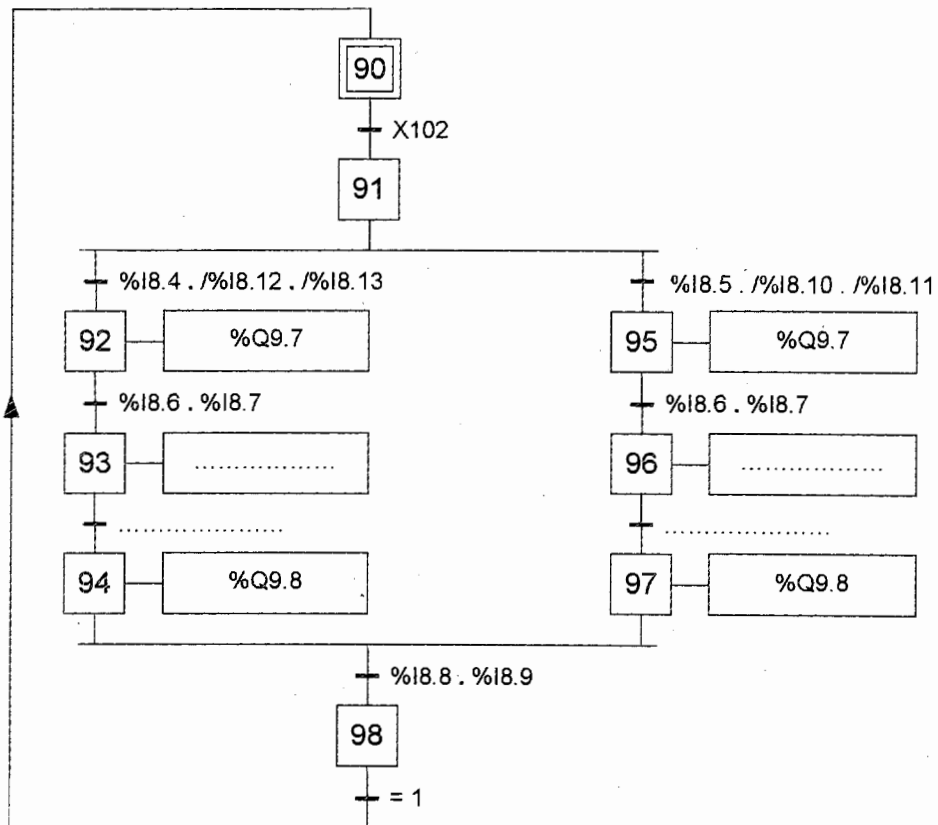 90
X102
91
%I8.4 . /%I8.12 . /%I8.13
%I8.5 . /%I8.10 . /%I8.11
92
%Q9.7
95
%Q9.7
%I8.6 . %I8.7
%I8.6 . %I8.7
93
..................
96
..................
.....................
.....................
94
%Q9.8
97
%Q9.8
%I8.8 . %I8.9
98
= 1